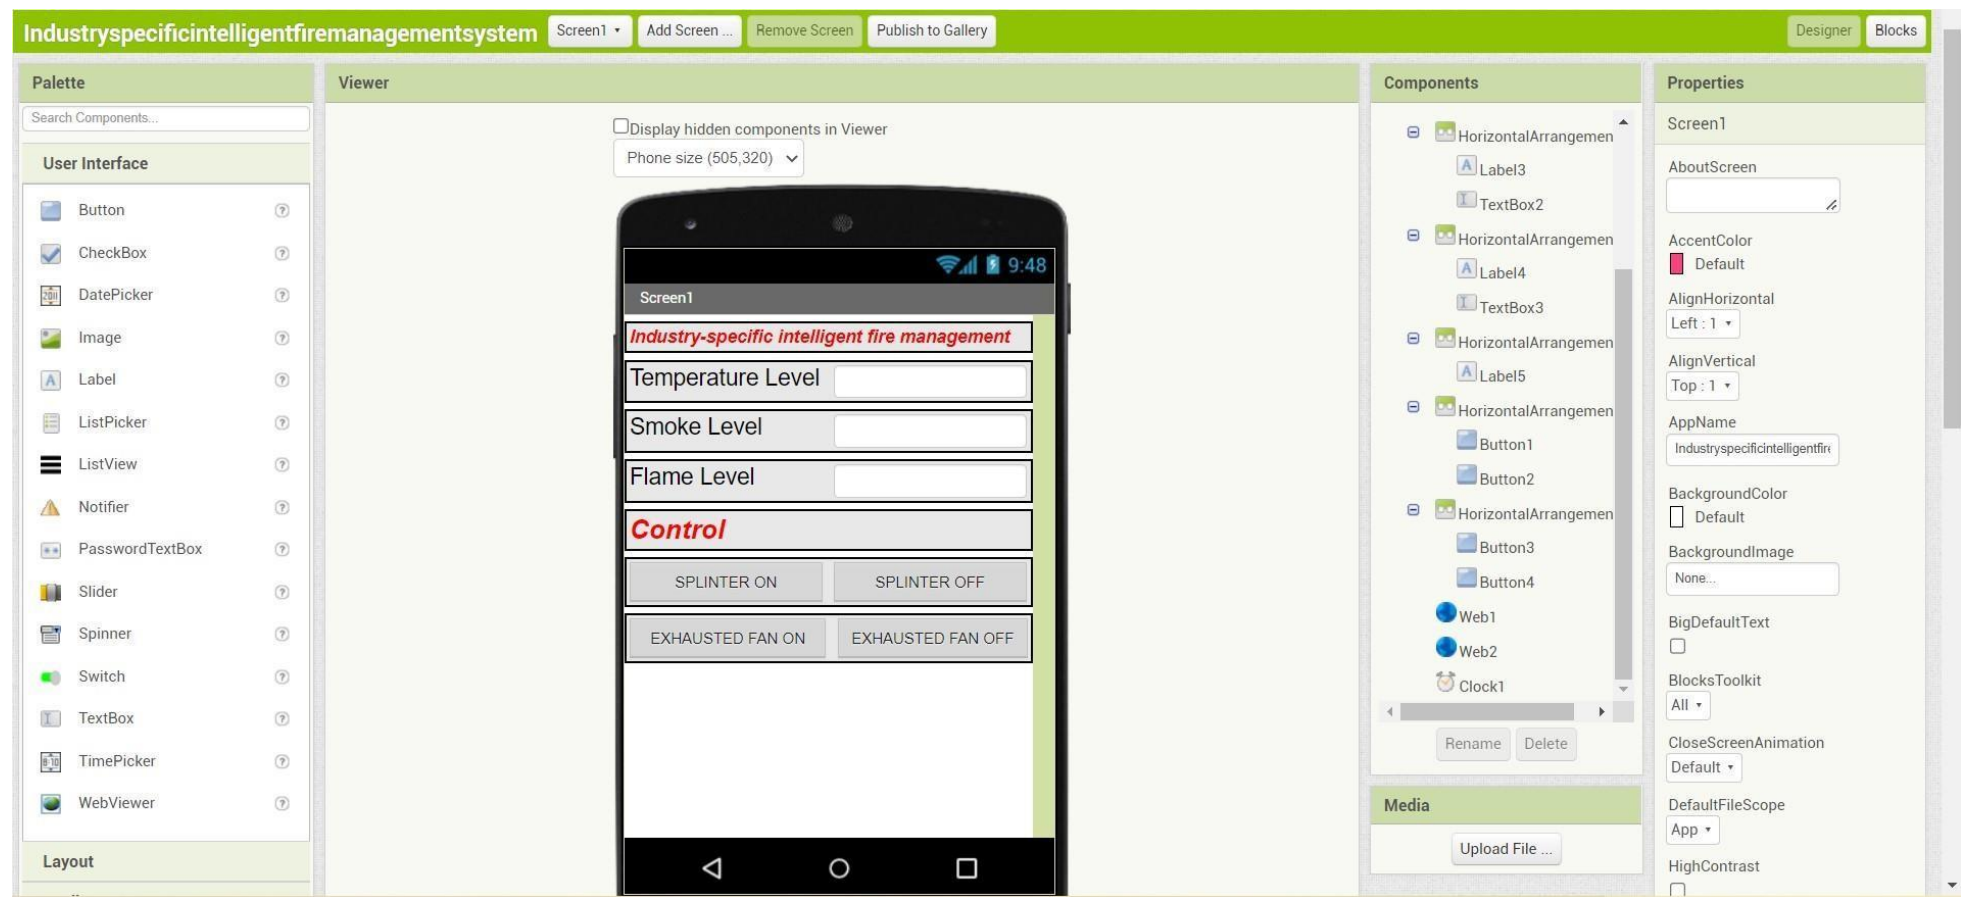 Industryspecificintelligentfiremanagementsystem Screen1 Add Screen ... Remove Screen Publish to Gallery Designer Blocks
Palette
Search Components...
User Interface
Button
CheckBox
DatePicker
Image
Label
ListPicker
ListView
Notifier
PasswordTextBox
Slider
Spinner
Switch
TextBox
TimePicker
WebViewer
Layout
Viewer
Display hidden components in Viewer
Phone size (505,320)
9:48
Screen1
Industry-specific intelligent fire management
Temperature Level
Smoke Level
Flame Level
Control
SPLINTER ON SPLINTER OFF
EXHAUSTED FAN ON EXHAUSTED FAN OFF
Components
HorizontalArrangemen
Label3
TextBox2
HorizontalArrangemen
Label4
TextBox3
HorizontalArrangemen
Label5
HorizontalArrangemen
Button1
Button2
HorizontalArrangemen
Button3
Button4
Web1
Web2
Clock1
Rename Delete
Media
Upload File ...
Properties
Screen1
AboutScreen
AccentColor
Default
AlignHorizontal
Left : 1
AlignVertical
Top : 1
AppName
Industryspecificintelligentfire
BackgroundColor
Default
BackgroundImage
None...
BigDefaultText
BlocksToolkit
All
CloseScreenAnimation
Default
DefaultFileScope
App
HighContrast